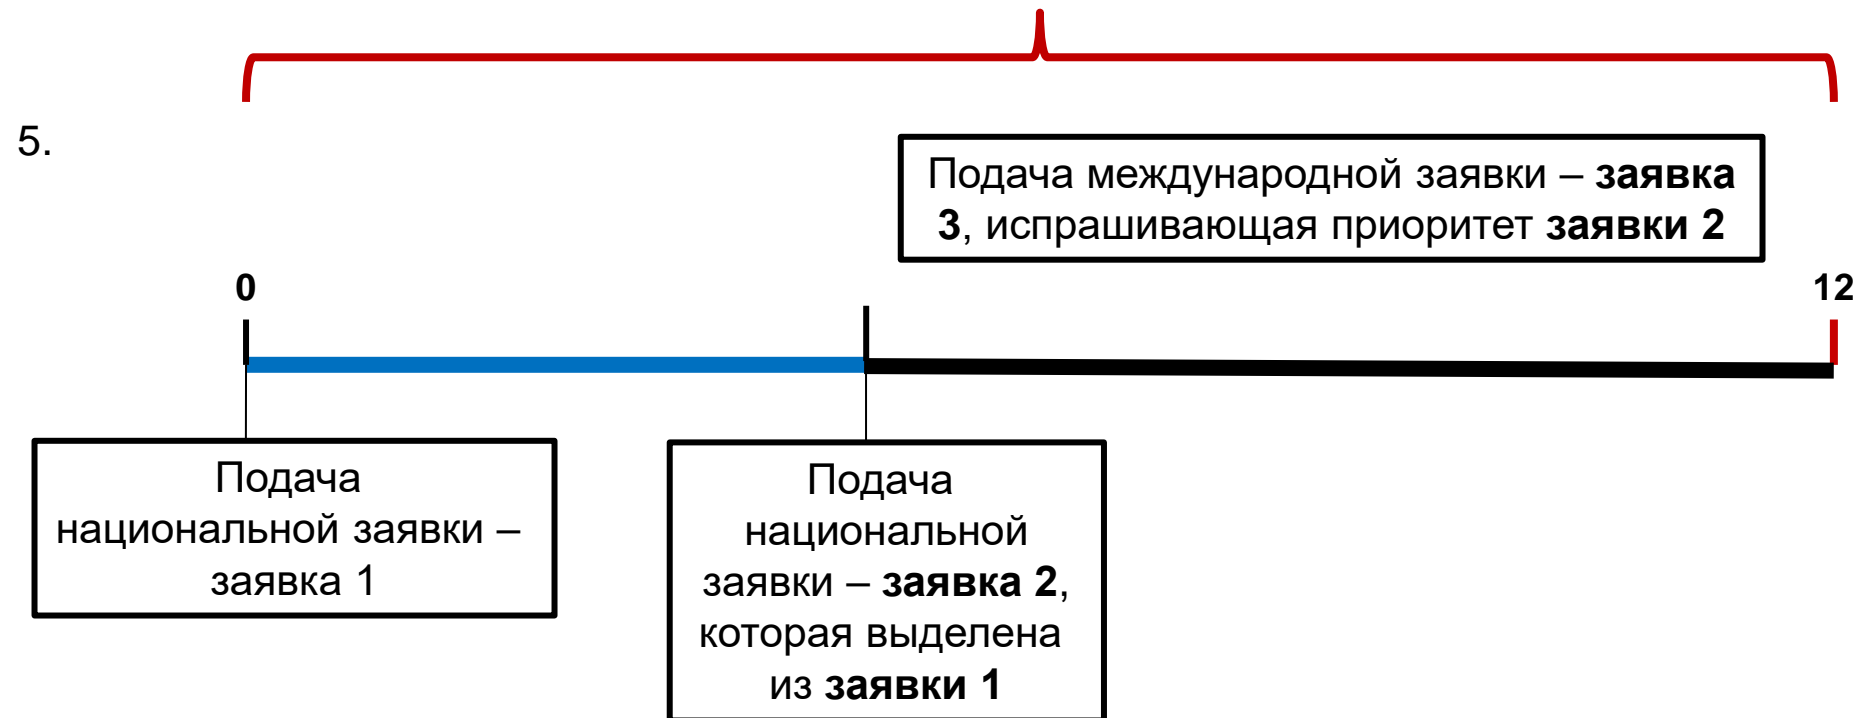 5.
Подача международной заявки – заявка
3, испрашивающая приоритет заявки 2
0
12
Подача
национальной заявки –
заявка 1
Подача
национальной
заявки – заявка 2,
которая выделена
из заявки 1